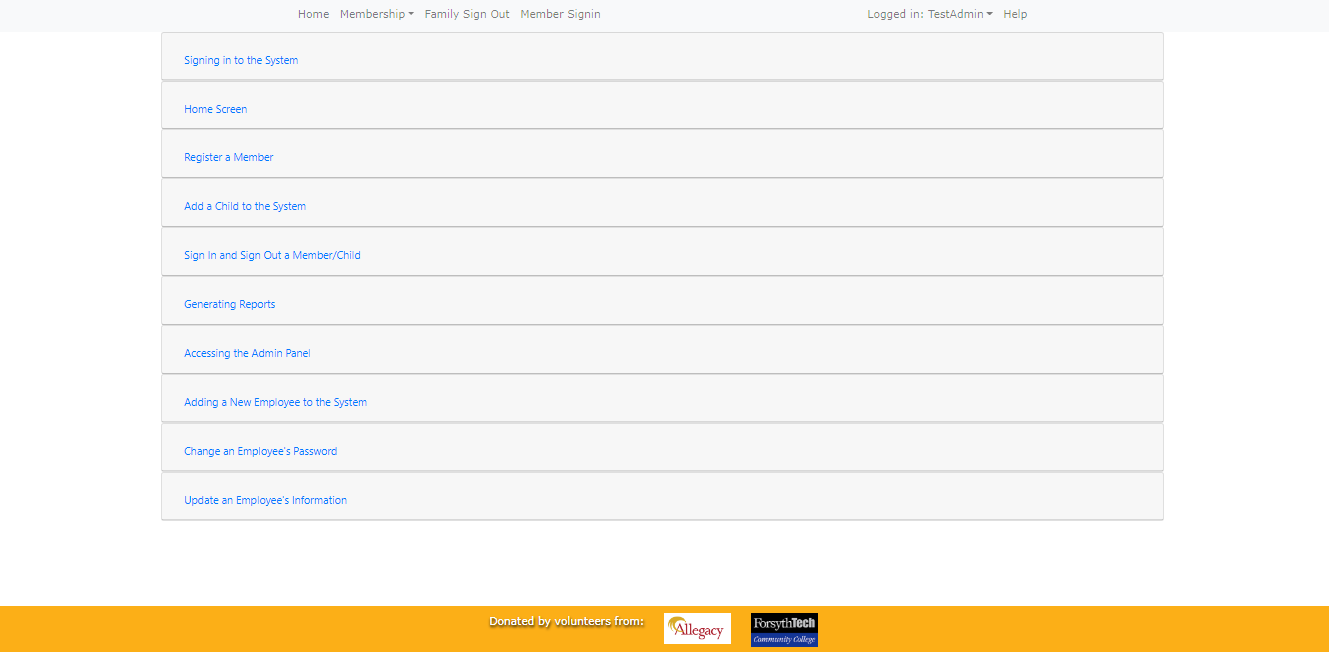 Home Membership Family Sign Out Member Signin Logged in: TestAdmin Help
Signing in to the System
Home Screen
Register a Member
Add a Child to the System
Sign In and Sign Out a Member/Child
Generating Reports
Accessing the Admin Panel
Adding a New Employee to the System
Change an Employee's Password
Update an Employee's Information
Donated by volunteers from: Allegacy ForsythTech
Community College